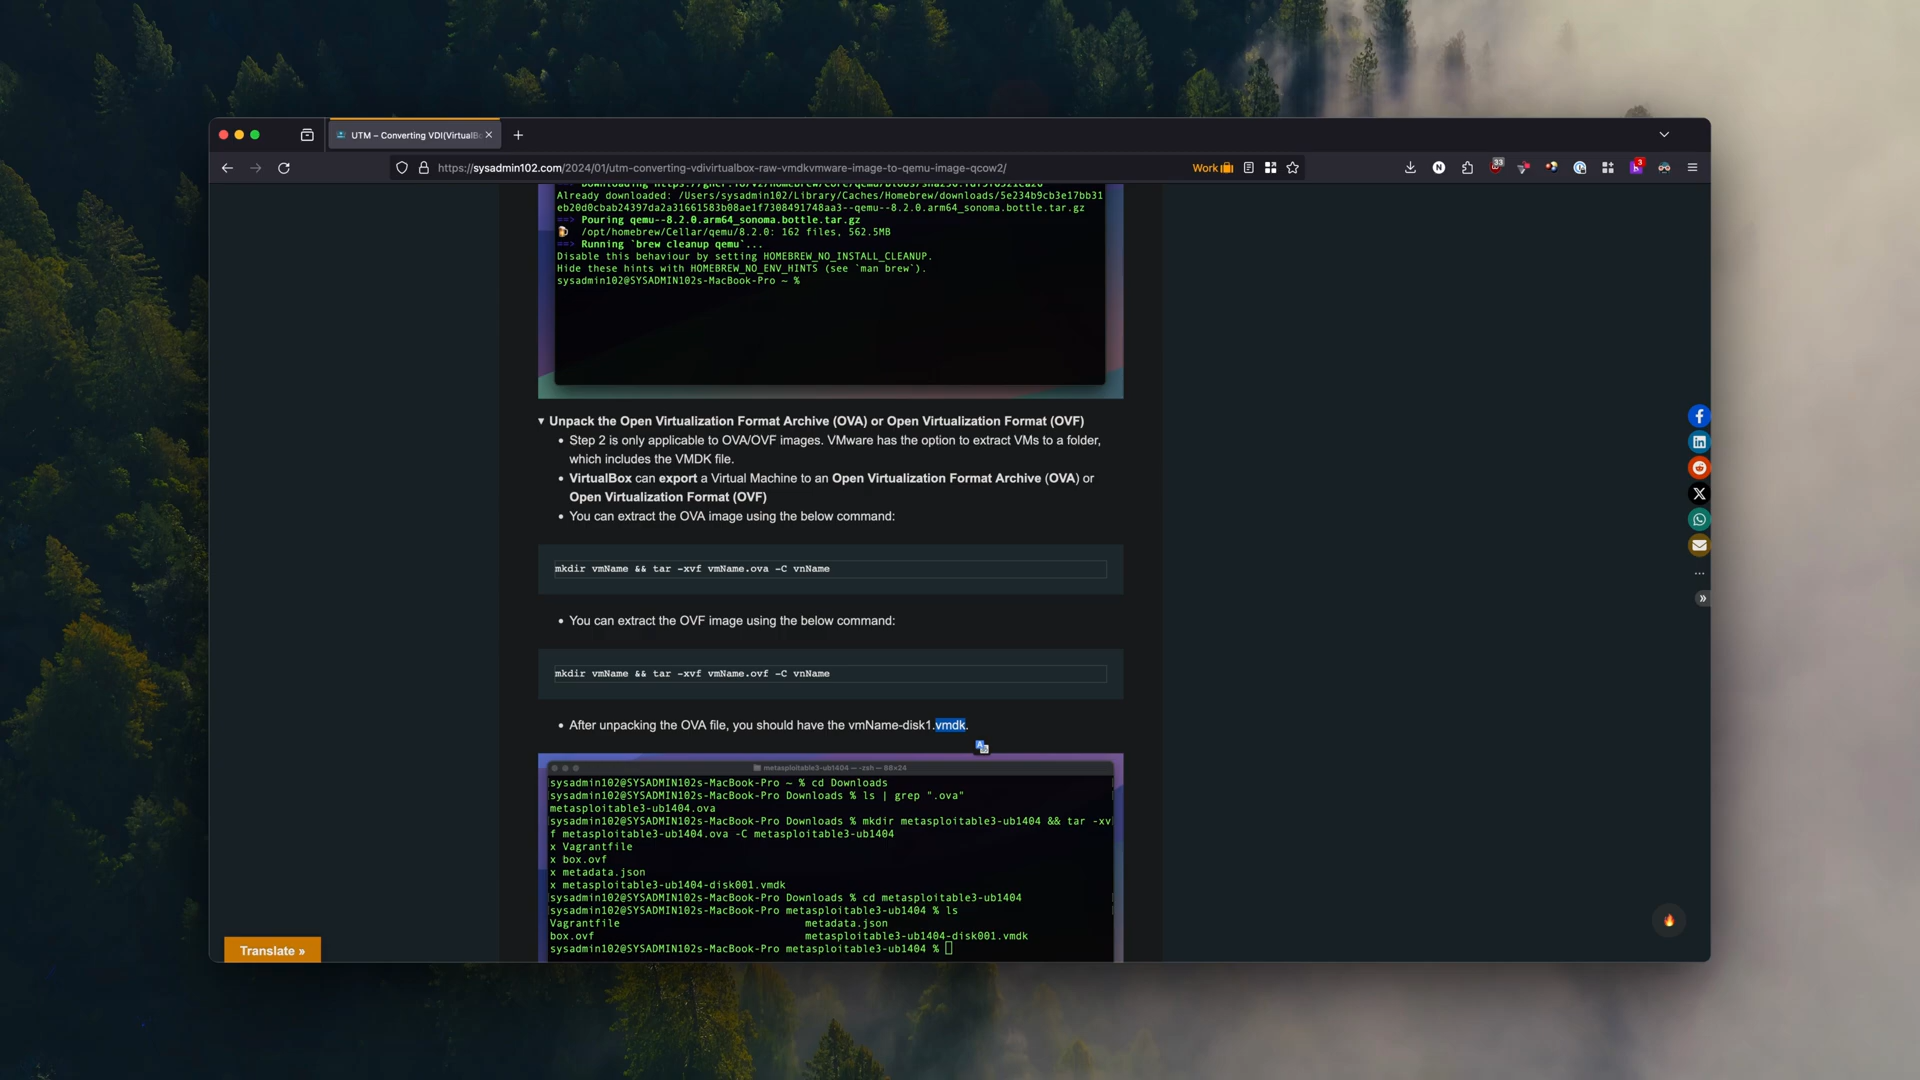 UTM – Converting VDI(VirtualB
https://sysadmin102.com/2024/01/utm-converting-vdivirtualbox-raw-vmdkvmware-image-to-qemu-image-qcow2/
Work
33
3
Already downloaded: /Users/sysadmin102/Library/Caches/Homebrew/downloads/5e234b9cb3e17bb31
eb20d0cbab24397da2a31661583b08ae1f7308491748aa3--qemu--8.2.0.arm64_sonoma.bottle.tar.gz
==> Pouring qemu--8.2.0.arm64_sonoma.bottle.tar.gz
/opt/homebrew/Cellar/qemu/8.2.0: 162 files, 562.5MB
==> Running `brew cleanup qemu`...
Disable this behaviour by setting HOMEBREW_NO_INSTALL_CLEANUP.
Hide these hints with HOMEBREW_NO_ENV_HINTS (see `man brew`).
sysadmin102@SYSADMIN102s-MacBook-Pro ~ %
▾ Unpack the Open Virtualization Format Archive (OVA) or Open Virtualization Format (OVF)
• Step 2 is only applicable to OVA/OVF images. VMware has the option to extract VMs to a folder,
which includes the VMDK file.
• VirtualBox can export a Virtual Machine to an Open Virtualization Format Archive (OVA) or
Open Virtualization Format (OVF)
• You can extract the OVA image using the below command:
mkdir vmName && tar -xvf vmName.ova -C vnName
• You can extract the OVF image using the below command:
mkdir vmName && tar -xvf vmName.ovf -C vnName
• After unpacking the OVA file, you should have the vmName-disk1.vmdk.
metasploitable3-ub1404 — -zsh — 88×24
sysadmin102@SYSADMIN102s-MacBook-Pro ~ % cd Downloads
sysadmin102@SYSADMIN102s-MacBook-Pro Downloads % ls | grep ".ova"
metasploitable3-ub1404.ova
sysadmin102@SYSADMIN102s-MacBook-Pro Downloads % mkdir metasploitable3-ub1404 && tar -xv
f metasploitable3-ub1404.ova -C metasploitable3-ub1404
x Vagrantfile
x box.ovf
x metadata.json
x metasploitable3-ub1404-disk001.vmdk
sysadmin102@SYSADMIN102s-MacBook-Pro Downloads % cd metasploitable3-ub1404
sysadmin102@SYSADMIN102s-MacBook-Pro metasploitable3-ub1404 % ls
Vagrantfile metadata.json
box.ovf metasploitable3-ub1404-disk001.vmdk
sysadmin102@SYSADMIN102s-MacBook-Pro metasploitable3-ub1404 %
Translate »